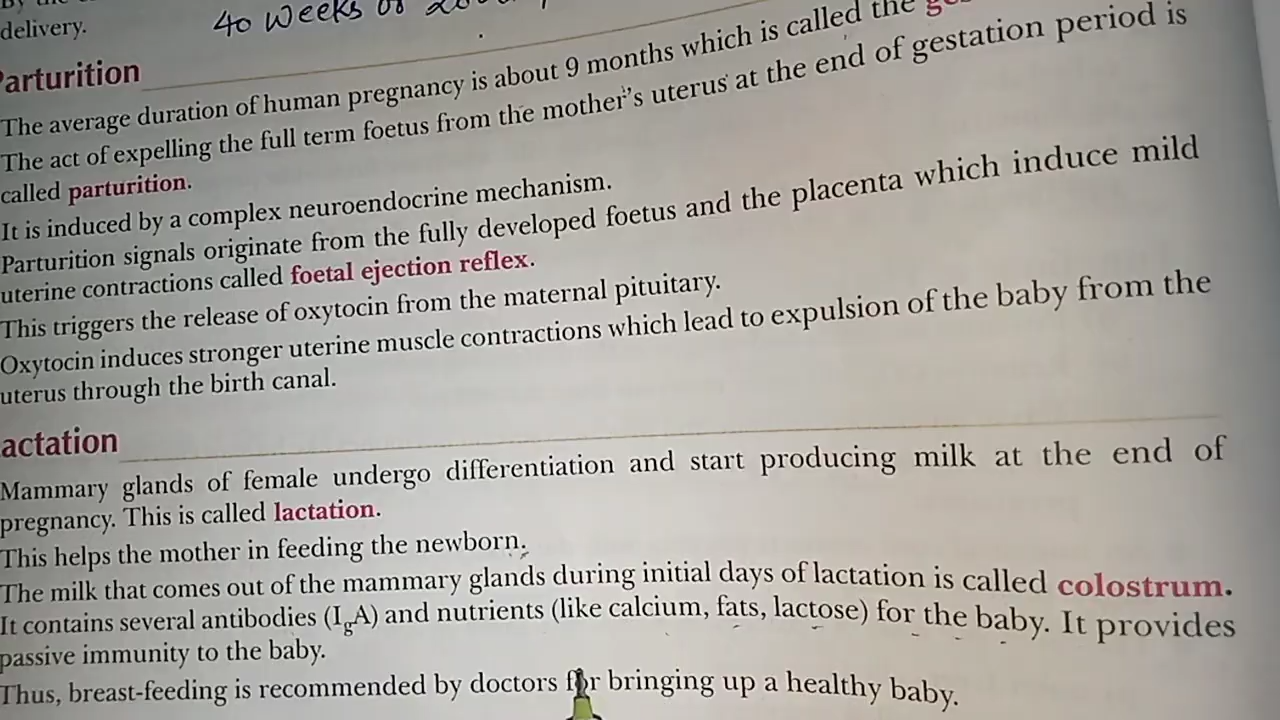 delivery.
40 weeks or
arturition
The average duration of human pregnancy is about 9 months which is called the
The act of expelling the full term foetus from the mother's uterus at the end of gestation period is
called parturition.
It is induced by a complex neuroendocrine mechanism.
Parturition signals originate from the fully developed foetus and the placenta which induce mild
uterine contractions called foetal ejection reflex.
This triggers the release of oxytocin from the maternal pituitary.
Oxytocin induces stronger uterine muscle contractions which lead to expulsion of the baby from the
uterus through the birth canal.
actation
Mammary glands of female undergo differentiation and start producing milk at the end of
pregnancy. This is called lactation.
This helps the mother in feeding the newborn.
The milk that comes out of the mammary glands during initial days of lactation is called colostrum.
It contains several antibodies (IgA) and nutrients (like calcium, fats, lactose) for the baby. It provides
passive immunity to the baby.
Thus, breast-feeding is recommended by doctors for bringing up a healthy baby.